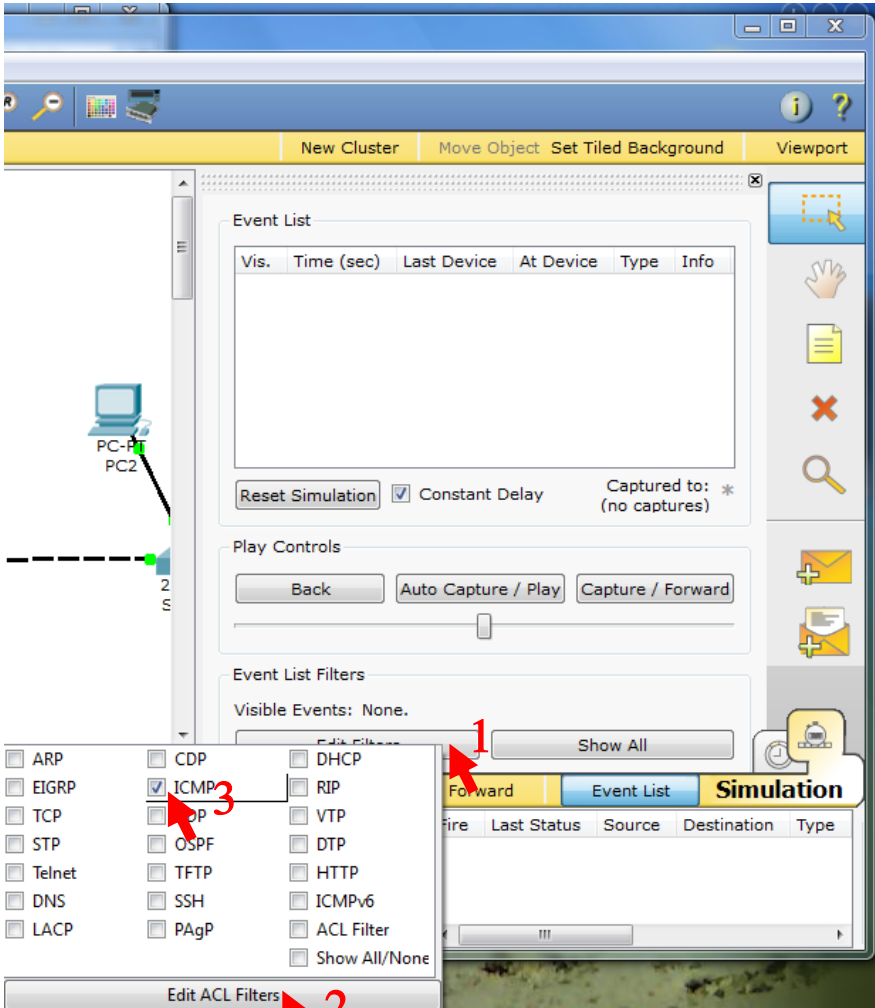 New Cluster Move Object Set Tiled Background Viewport
Event List
Vis. Time (sec) Last Device At Device Type Info
PC-PT
PC2
Reset Simulation Constant Delay Captured to: *
(no captures)
Play Controls
Back Auto Capture / Play Capture / Forward
2
S
Event List Filters
Visible Events: None.
Edit Filters 1 Show All
ARP CDP DHCP
EIGRP ICMP 3 RIP
Forward Event List Simulation
TCP UDP VTP
Fire Last Status Source Destination Type
STP OSPF DTP
Telnet TFTP HTTP
DNS SSH ICMPv6
LACP PAgP ACL Filter
Show All/None
Edit ACL Filters 2